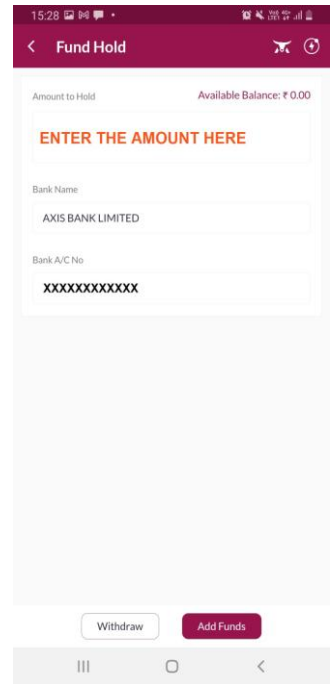 15:28
Fund Hold
Amount to Hold
Available Balance: ₹ 0.00
ENTER THE AMOUNT HERE
Bank Name
AXIS BANK LIMITED
Bank A/C No
XXXXXXXXXXXX
Withdraw
Add Funds